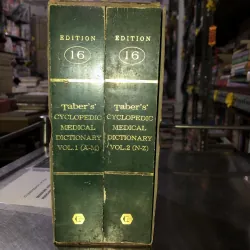 EDITION
16
Taber's
CYCLOPEDIC
MEDICAL
DICTIONARY
VOL.1 (A-M)
EDITION
16
Taber's
CYCLOPEDIC
MEDICAL
DICTIONARY
VOL.2 (N-Z)